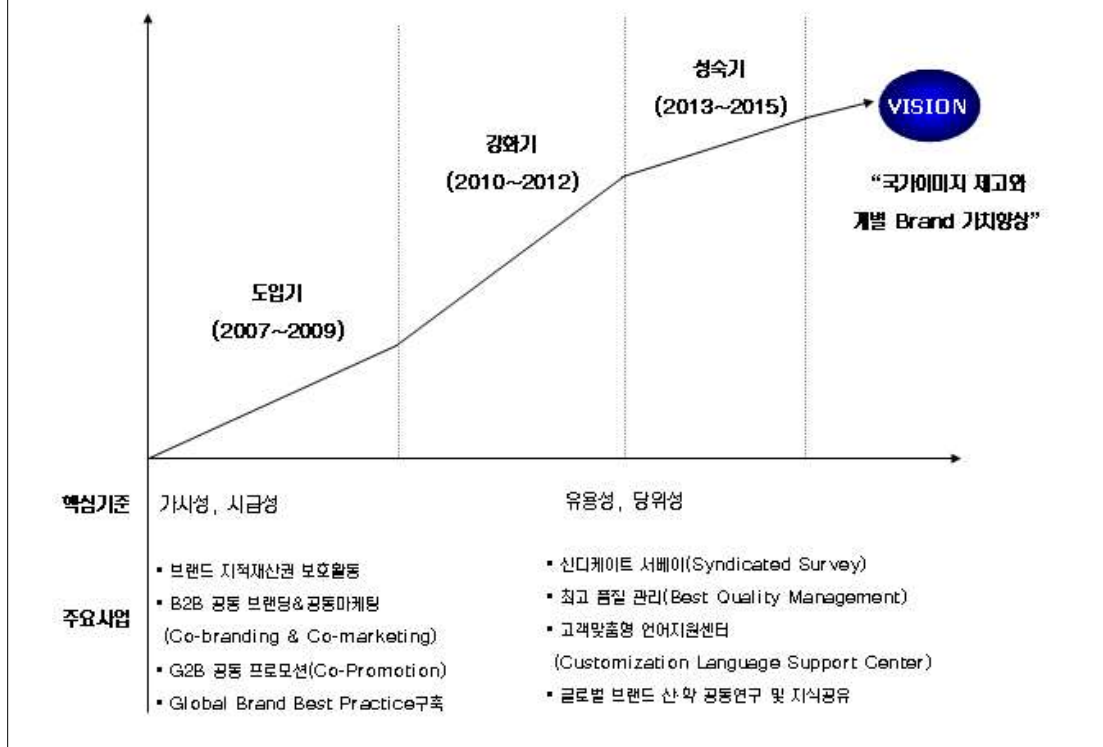 성숙기
(2013~2015)
VISION
강화기
(2010~2012)
“국가이미지 제고와
개별 Brand 가치향상”
도입기
(2007~2009)
핵심기준
가시성, 시급성
유용성, 당위성
주요사업
▪ 브랜드 지적재산권 보호활동
▪ B2B 공동 브랜딩&공동마케팅
(Co-branding & Co-marketing)
▪ G2B 공동 프로모션(Co-Promotion)
▪ Global Brand Best Practice구축
▪ 신디케이트 서베이(Syndicated Survey)
▪ 최고 품질 관리(Best Quality Management)
▪ 고객맞춤형 언어지원센터
(Customization Language Support Center)
▪ 글로벌 브랜드 산·학 공동연구 및 지식공유